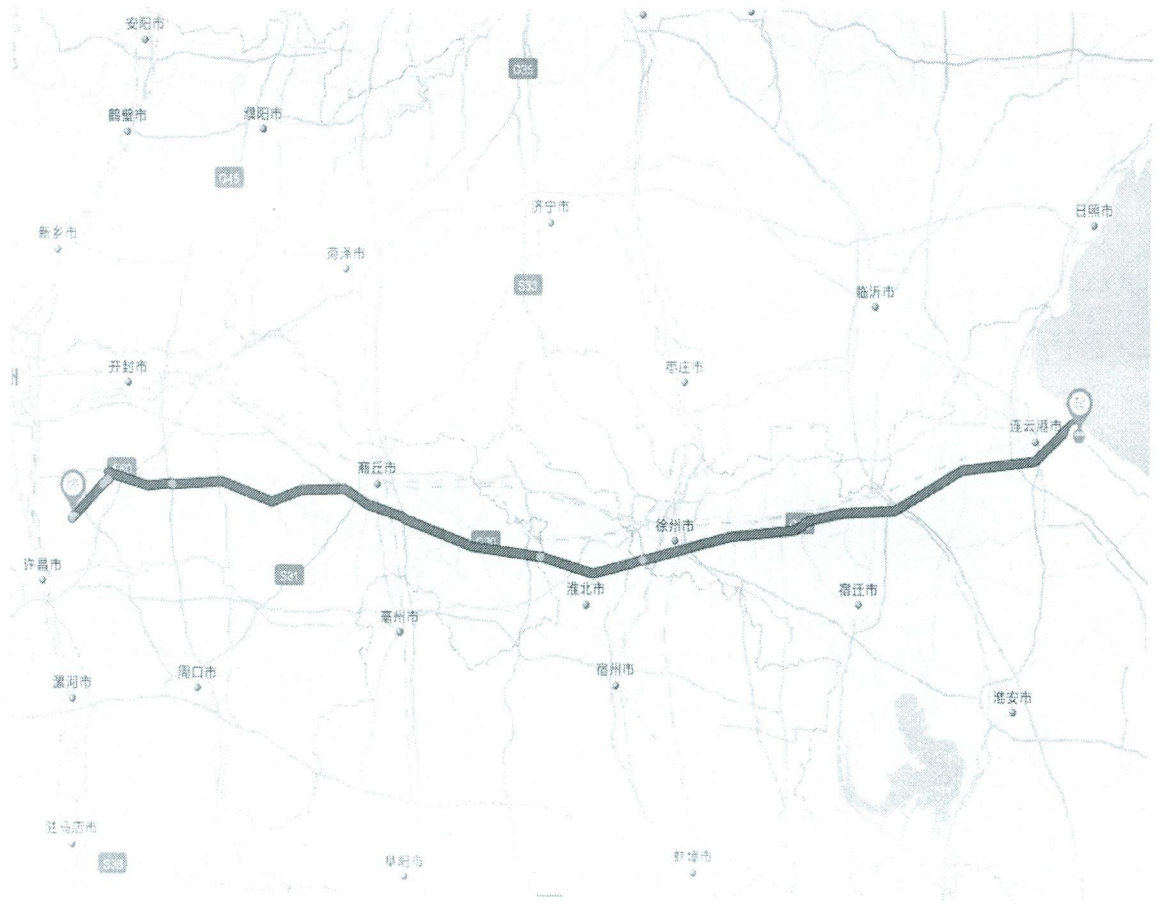 安阳市
G35
鹤壁市
濮阳市
G45
济宁市
日照市
新乡市
菏泽市
S33
临沂市
开封市
枣庄市
连云港市
商丘市
徐州市
许昌市
S81
淮北市
宿迁市
亳州市
周口市
宿州市
漯河市
淮安市
驻马店市
S38
阜阳市
蚌埠市